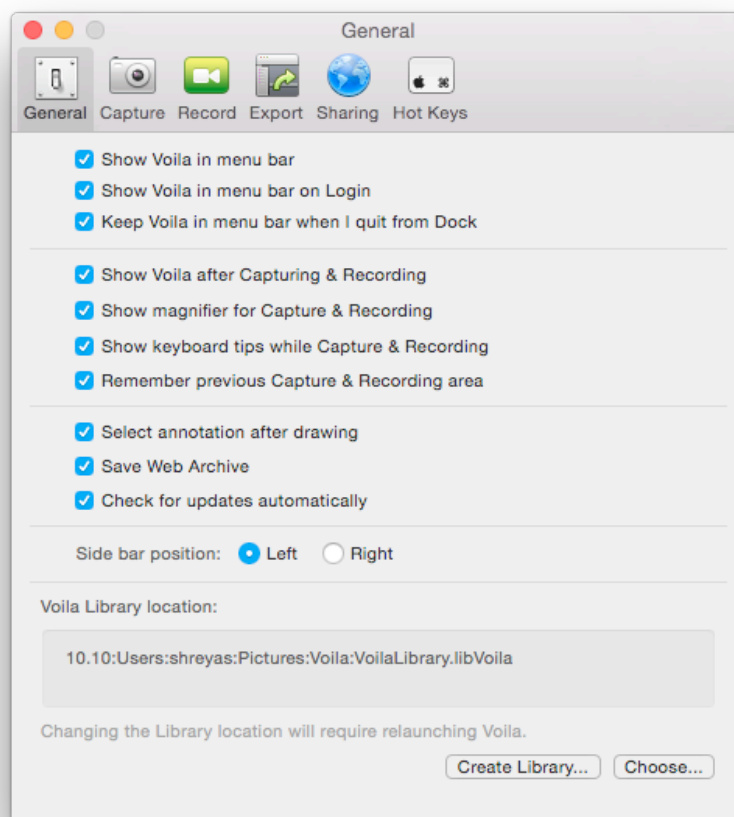 General
General Capture Record Export Sharing Hot Keys
Show Voila in menu bar
Show Voila in menu bar on Login
Keep Voila in menu bar when I quit from Dock
Show Voila after Capturing & Recording
Show magnifier for Capture & Recording
Show keyboard tips while Capture & Recording
Remember previous Capture & Recording area
Select annotation after drawing
Save Web Archive
Check for updates automatically
Side bar position: Left Right
Voila Library location:
10.10:Users:shreyas:Pictures:Voila:VoilaLibrary.libVoila
Changing the Library location will require relaunching Voila.
Create Library... Choose...